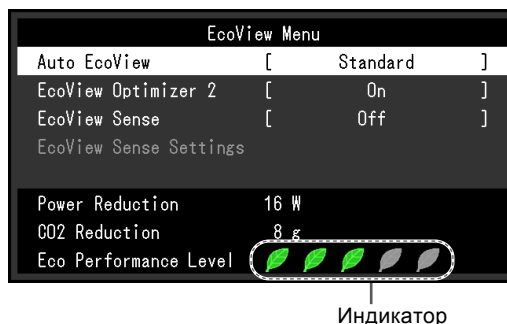 EcoView Menu
Auto EcoView [ Standard ]
EcoView Optimizer 2 [ On ]
EcoView Sense [ Off ]
EcoView Sense Settings
Power Reduction 16 W
CO2 Reduction 8 g
Eco Performance Level
Индикатор